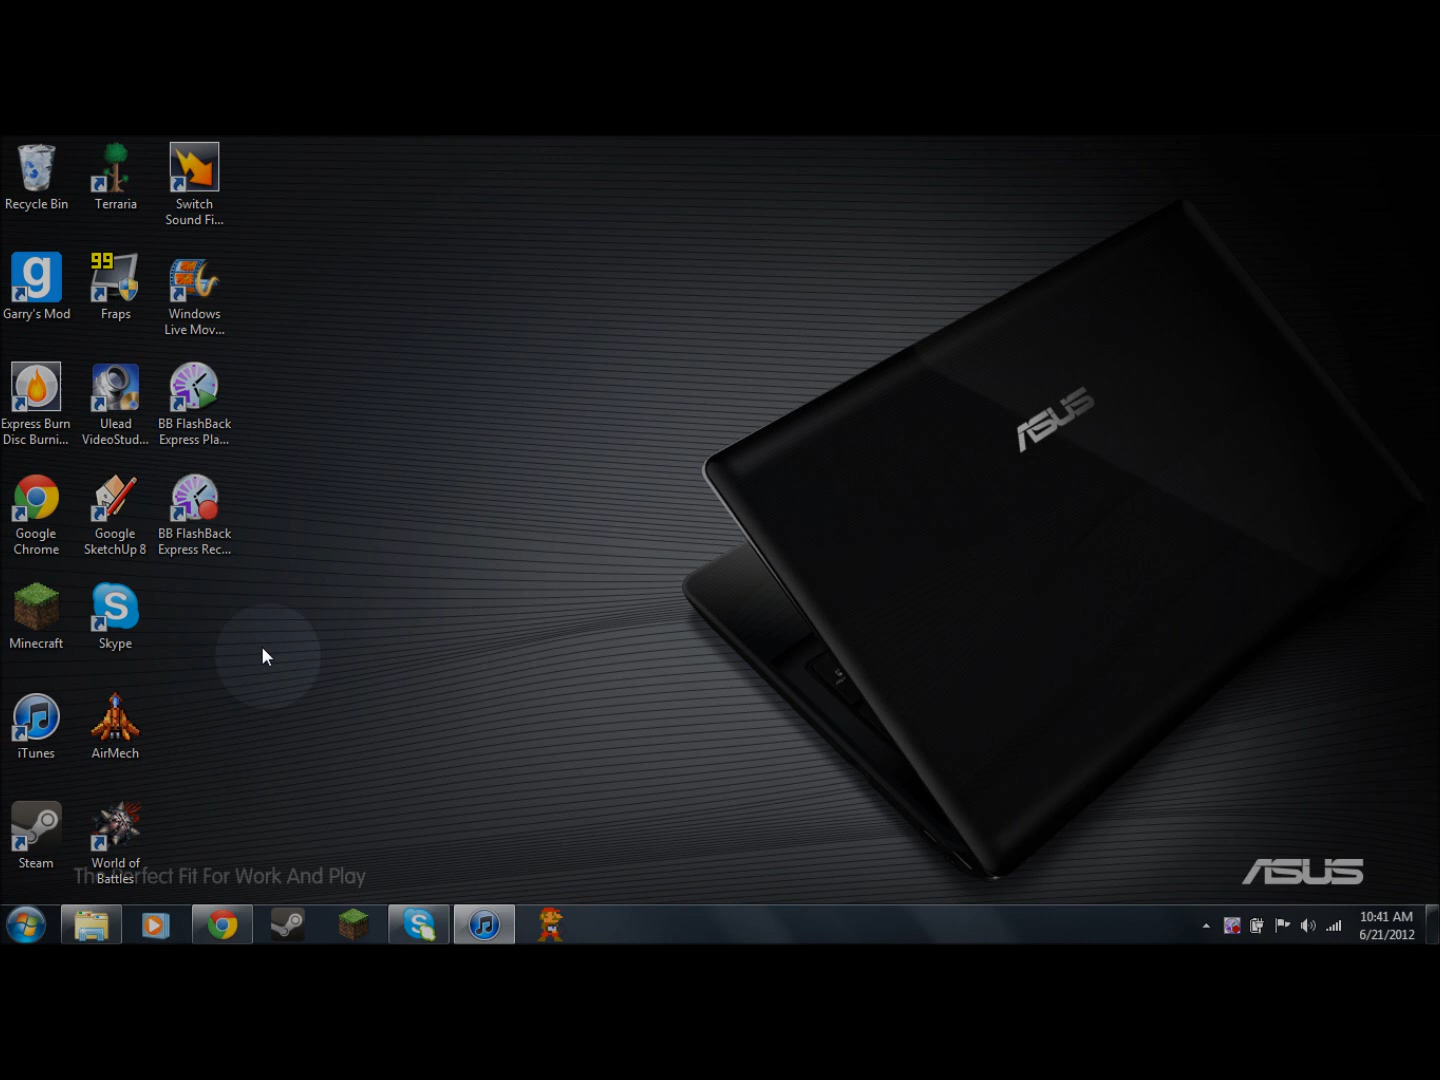 Recycle Bin
Terraria
Switch
Sound Fi...
Garry's Mod
99
Fraps
Windows
Live Mov...
Express Burn
Disc Burni...
Ulead
VideoStud...
BB FlashBack
Express Pla...
Google
Chrome
Google
SketchUp 8
BB FlashBack
Express Rec...
Minecraft
Skype
iTunes
AirMech
Steam
World of
Battles
The Perfect Fit For Work And Play
ASUS
ASUS
10:41 AM
6/21/2012